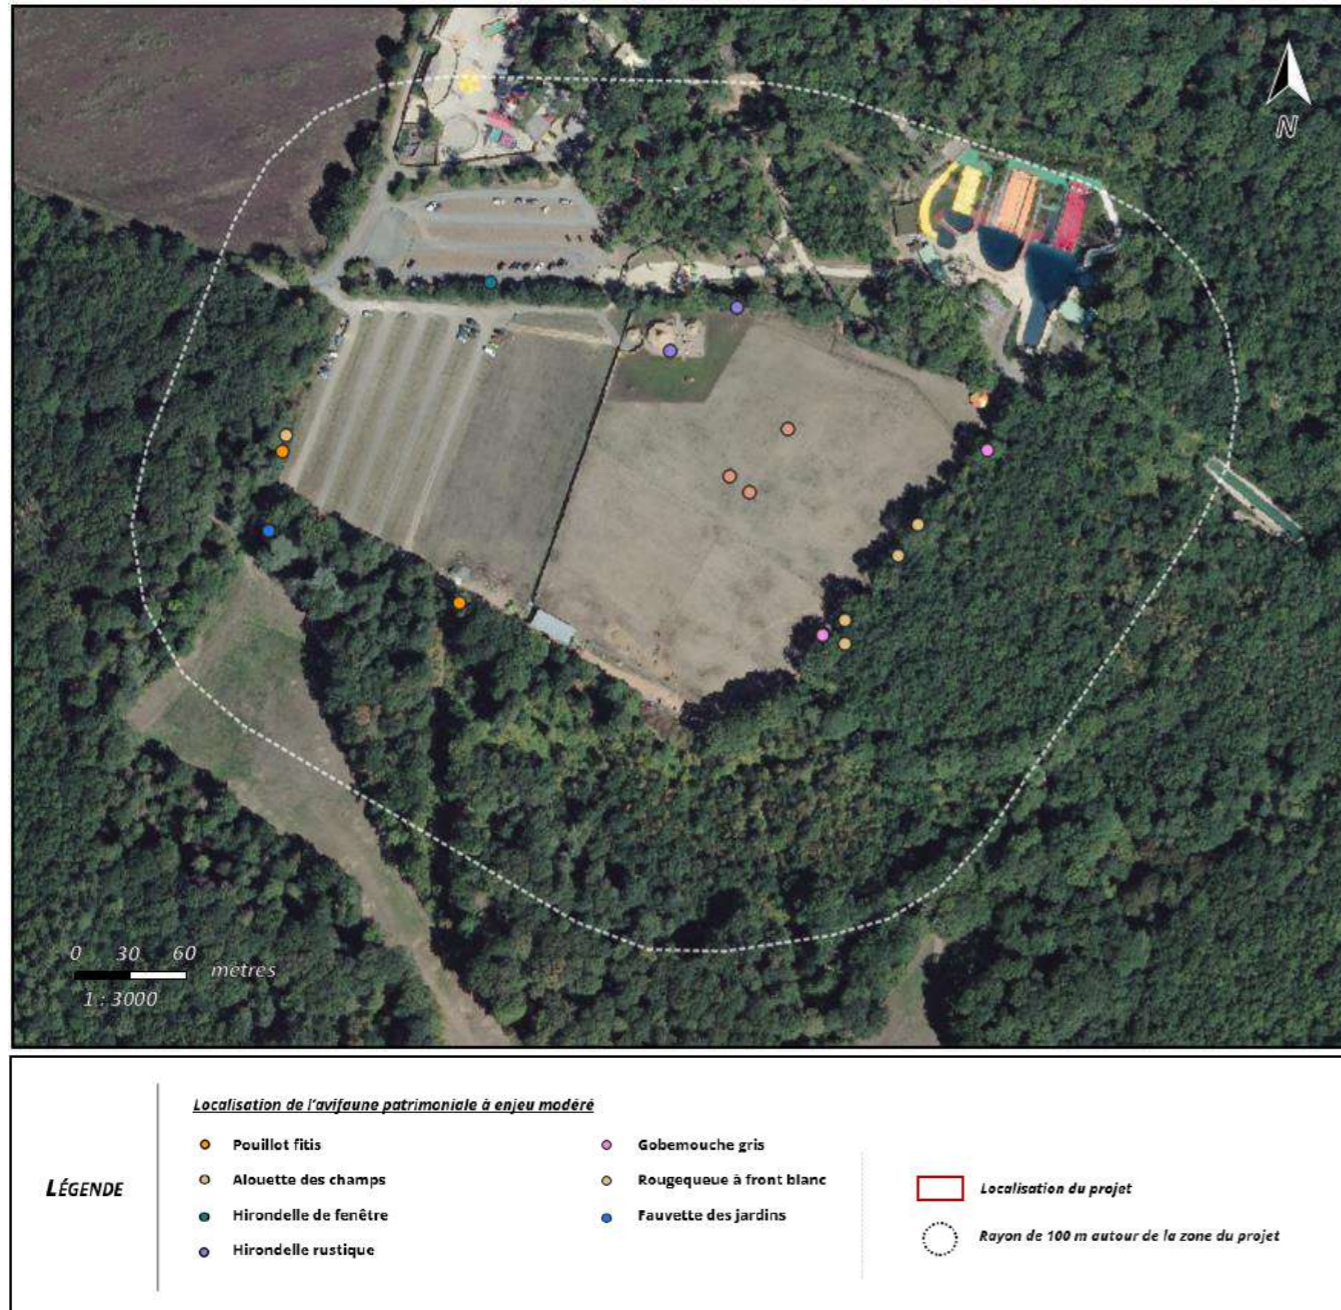 N
0 30 60
mètres
1 : 3000
LÉGENDE
Localisation de l'avifaune patrimoniale à enjeu modéré
Pouillot fitis
Alouette des champs
Hirondelle de fenêtre
Hirondelle rustique
Gobemouche gris
Rougequeue à front blanc
Fauvette des jardins
Localisation du projet
Rayon de 100 m autour de la zone du projet